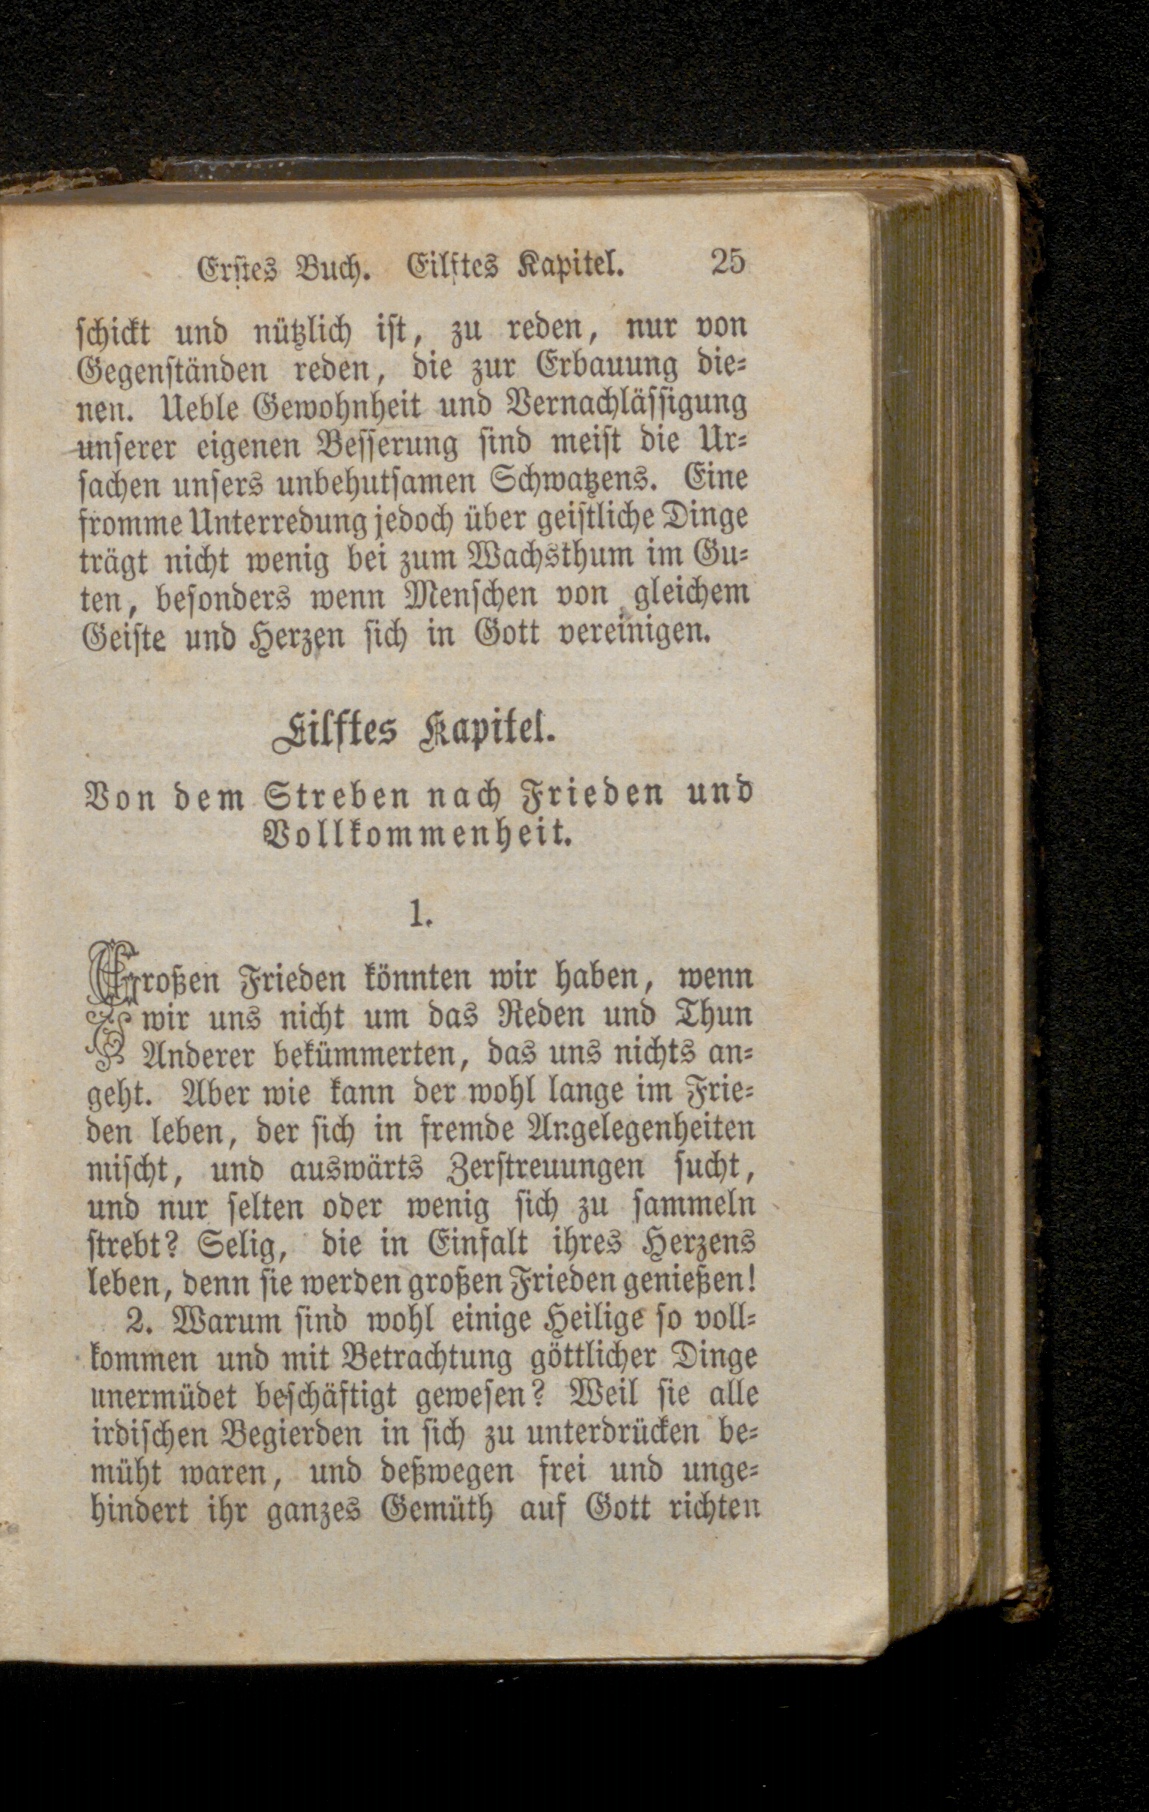 Erstes Buch. Eilftes Kapitel. 25
schickt und nützlich ist, zu reden, nur von
Gegenständen reden, die zur Erbauung die-
nen. Ueble Gewohnheit und Vernachlässigung
unserer eigenen Besserung sind meist die Ur-
sachen unsers unbehutsamen Schwatzens. Eine
fromme Unterredung jedoch über geistliche Dinge
trägt nicht wenig bei zum Wachsthum im Gu-
ten, besonders wenn Menschen von gleichem
Geiste und Herzen sich in Gott vereinigen.
Eilftes Kapitel.
Von dem Streben nach Frieden und
Vollkommenheit.
1.
Großen Frieden könnten wir haben, wenn
wir uns nicht um das Reden und Thun
Anderer bekümmerten, das uns nichts an-
geht. Aber wie kann der wohl lange im Frie-
den leben, der sich in fremde Angelegenheiten
mischt, und auswärts Zerstreuungen sucht,
und nur selten oder wenig sich zu sammeln
strebt? Selig, die in Einfalt ihres Herzens
leben, denn sie werden großen Frieden genießen!
2. Warum sind wohl einige Heilige so voll-
kommen und mit Betrachtung göttlicher Dinge
unermüdet beschäftigt gewesen? Weil sie alle
irdischen Begierden in sich zu unterdrücken be-
müht waren, und deßwegen frei und unge-
hindert ihr ganzes Gemüth auf Gott richten